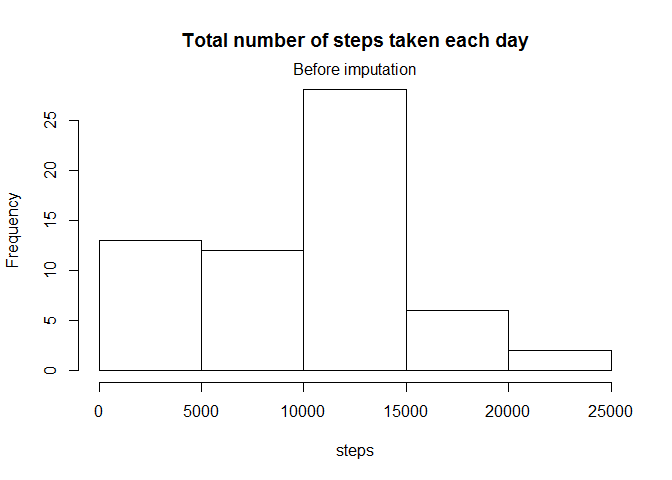 Total number of steps taken each day
Before imputation
Frequency
25
20
15
10
5
0
0 5000 10000 15000 20000 25000
steps